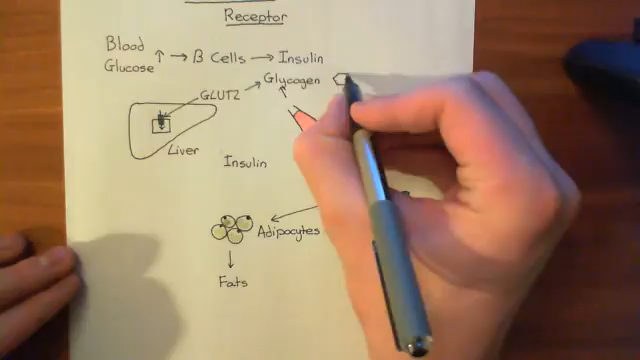 Receptor
Blood Glucose ↑ → B Cells → Insulin
GLUT2 → Glycogen
Liver
Insulin
Adipocytes
Fats